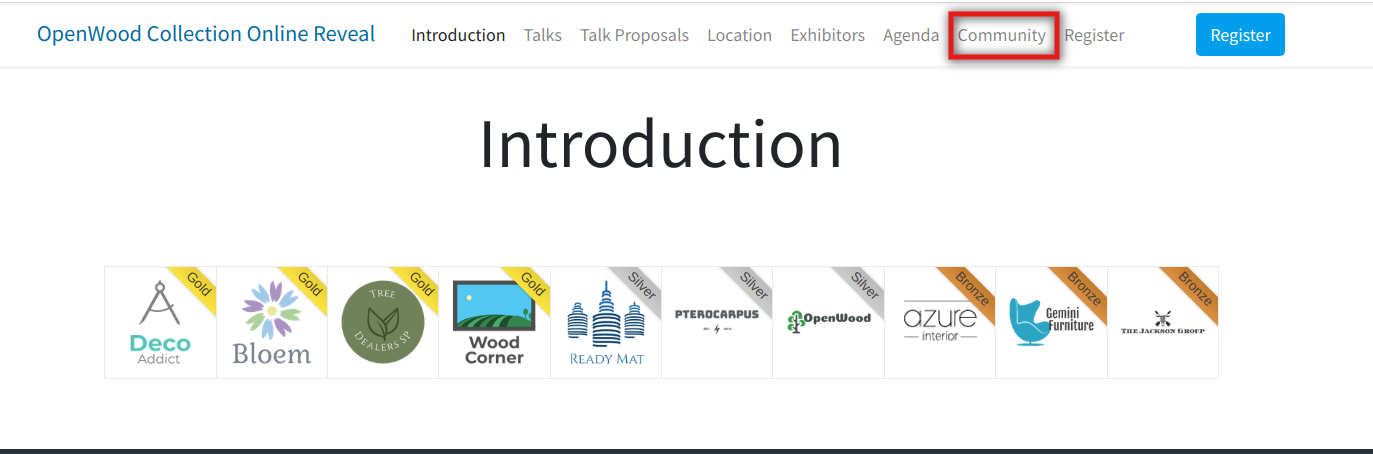 OpenWood Collection Online Reveal Introduction Talks Talk Proposals Location Exhibitors Agenda Community Register Register
Introduction
Gold Gold Gold Gold Silver Silver Silver Bronze Bronze Bronze
Deco
Addict
Bloem
TREE
DEALERS SP
Wood
Corner
READY MAT
PTEROCARPUS
OpenWood
azure
interior
Gemini
Furniture
THE JACKSON GROUP